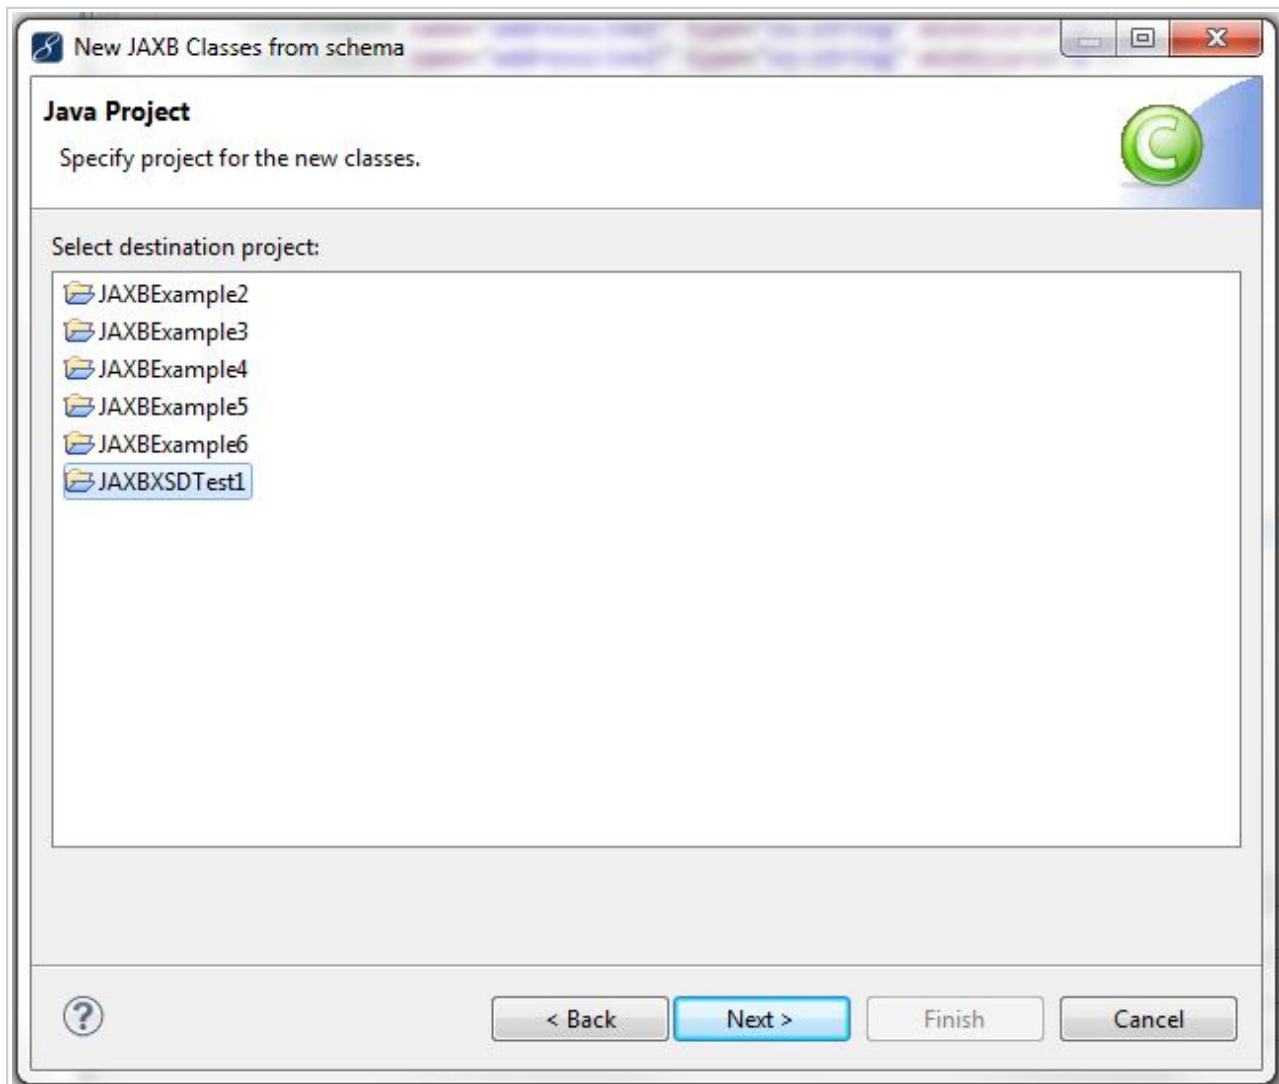 New JAXB Classes from schema
Java Project
Specify project for the new classes.
Select destination project:
JAXBExample2
JAXBExample3
JAXBExample4
JAXBExample5
JAXBExample6
JAXBXSDTest1
< Back Next > Finish Cancel